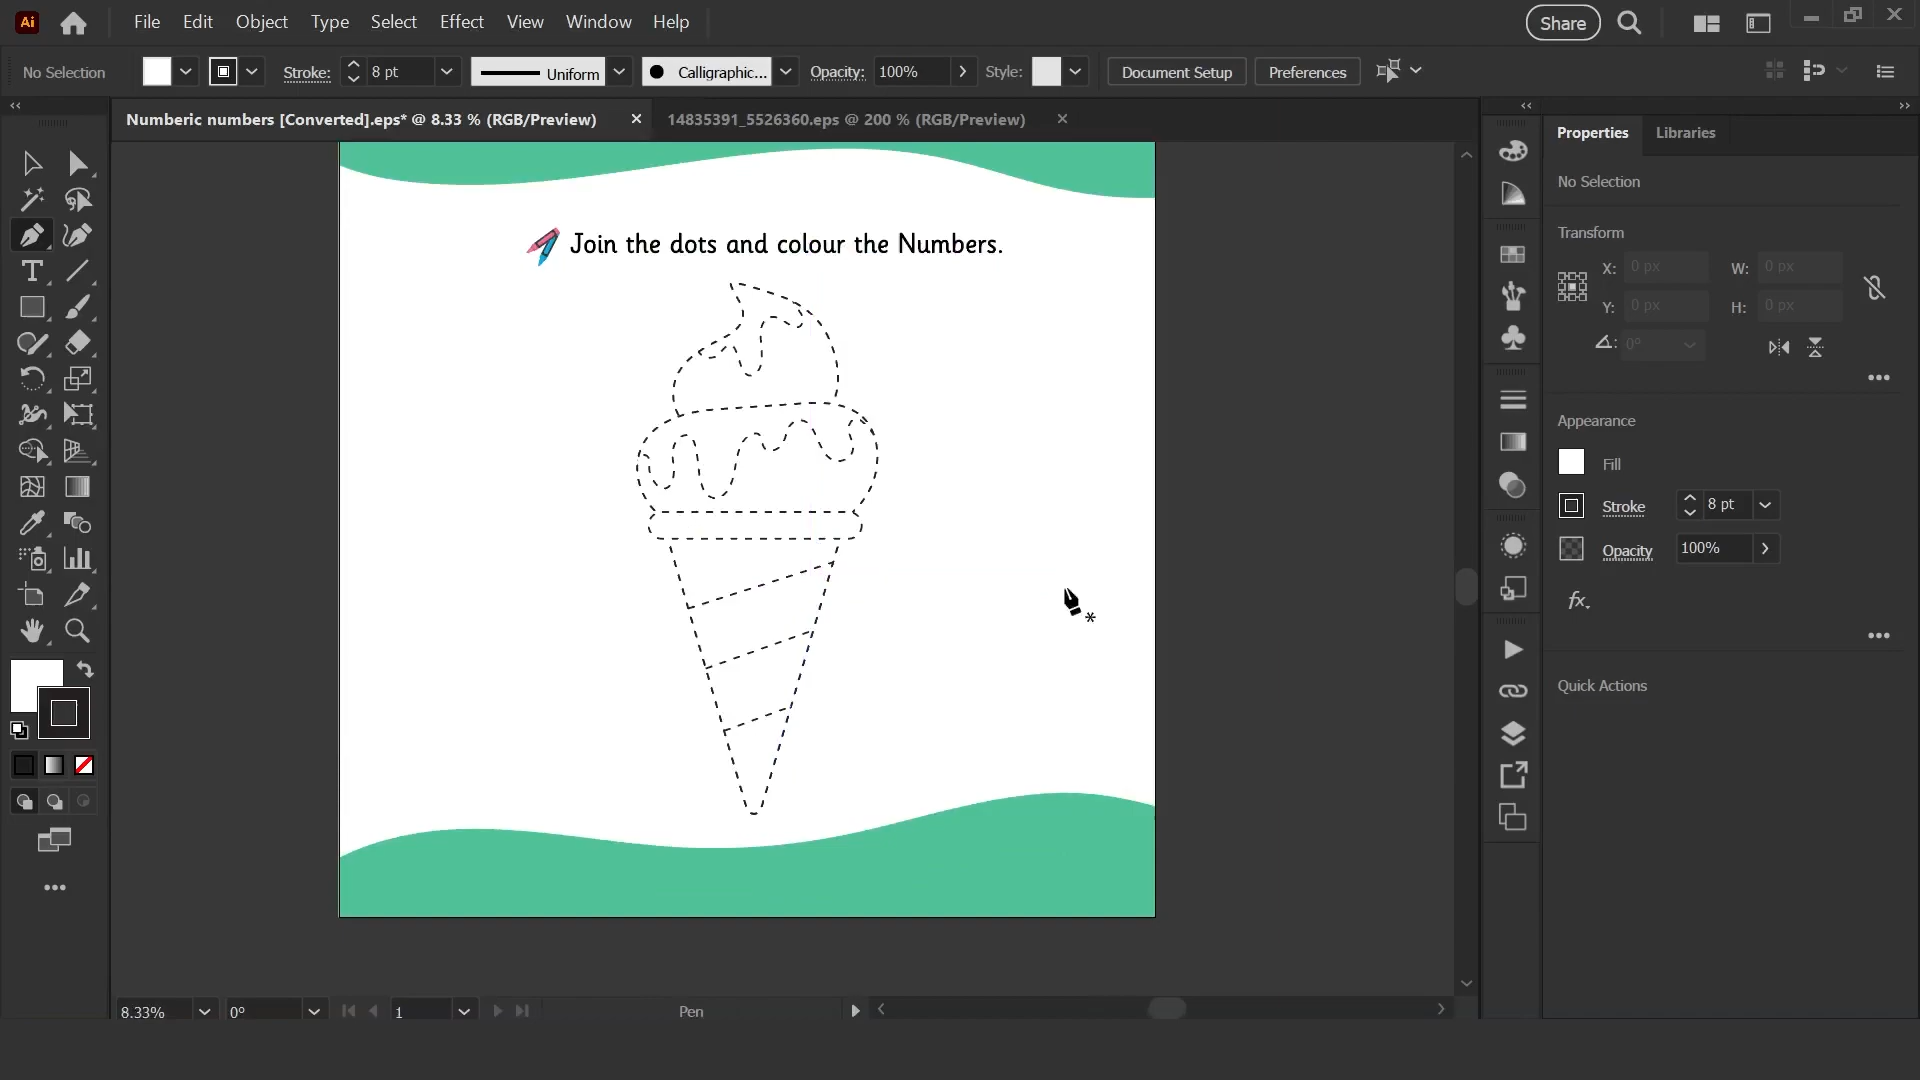 Ai File Edit Object Type Select Effect View Window Help Share
No Selection Stroke: 8 pt Uniform Calligraphic... Opacity: 100% Style: Document Setup Preferences
Numberic numbers [Converted].eps* @ 8.33 % (RGB/Preview) 14835391_5526360.eps @ 200 % (RGB/Preview)
Properties Libraries
No Selection
Transform
X: 0 px W: 0 px
Y: 0 px H: 0 px
0°
Appearance
Fill
Stroke 8 pt
Opacity 100%
fx.
Quick Actions
Join the dots and colour the Numbers.
8.33% 0° 1 Pen